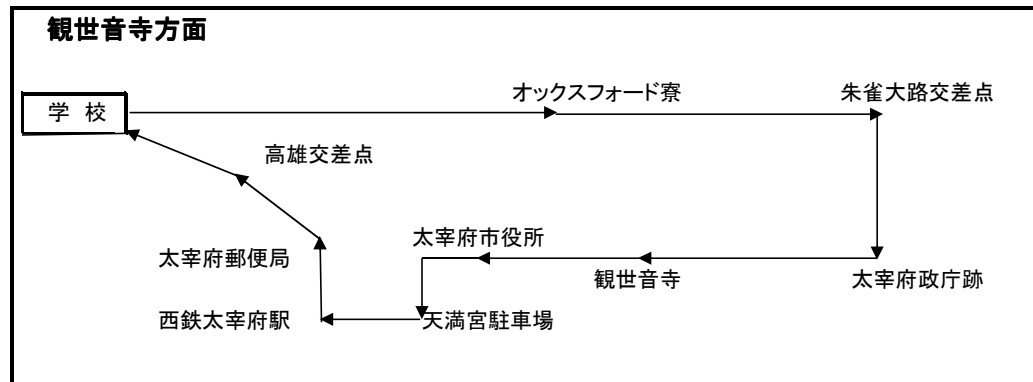 観世音寺方面
オックスフォード寮
朱雀大路交差点
学 校
高雄交差点
太宰府市役所
太宰府郵便局
観世音寺
太宰府政庁跡
西鉄太宰府駅
天満宮駐車場